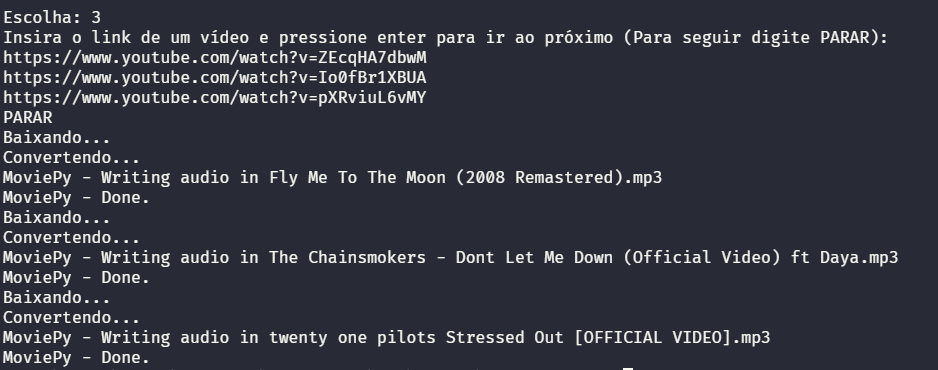 Escolha: 3
Insira o link de um vídeo e pressione enter para ir ao próximo (Para seguir digite PARAR):
https://www.youtube.com/watch?v=ZEcqHA7dbwM
https://www.youtube.com/watch?v=Io0fBr1XBUA
https://www.youtube.com/watch?v=pXRviuL6vMY
PARAR
Baixando...
Convertendo...
MoviePy - Writing audio in Fly Me To The Moon (2008 Remastered).mp3
MoviePy - Done.
Baixando...
Convertendo...
MoviePy - Writing audio in The Chainsmokers - Dont Let Me Down (Official Video) ft Daya.mp3
MoviePy - Done.
Baixando...
Convertendo...
MoviePy - Writing audio in twenty one pilots Stressed Out [OFFICIAL VIDEO].mp3
MoviePy - Done.